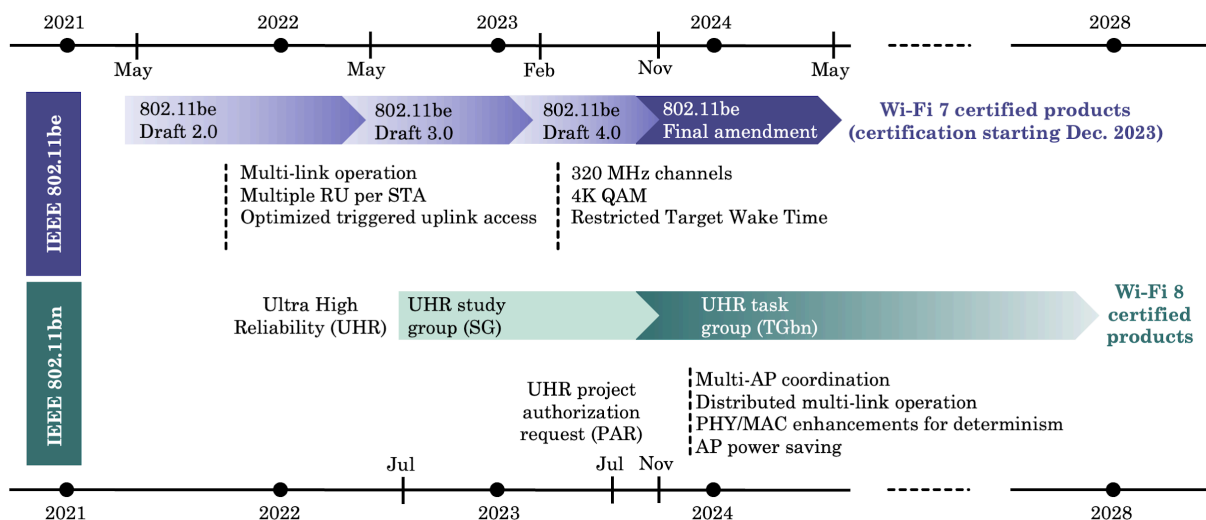 2021 2022 2023 2024 2028
May May Feb Nov May
IEEE 802.11be
802.11be
Draft 2.0
802.11be
Draft 3.0
802.11be
Draft 4.0
802.11be
Final amendment
Wi-Fi 7 certified products
(certification starting Dec. 2023)
Multi-link operation
Multiple RU per STA
Optimized triggered uplink access
320 MHz channels
4K QAM
Restricted Target Wake Time
IEEE 802.11bn
Ultra High
Reliability (UHR)
UHR study
group (SG)
UHR task
group (TGbn)
Wi-Fi 8
certified
products
UHR project
authorization
request (PAR)
Multi-AP coordination
Distributed multi-link operation
PHY/MAC enhancements for determinism
AP power saving
Jul Jul Nov
2021 2022 2023 2024 2028